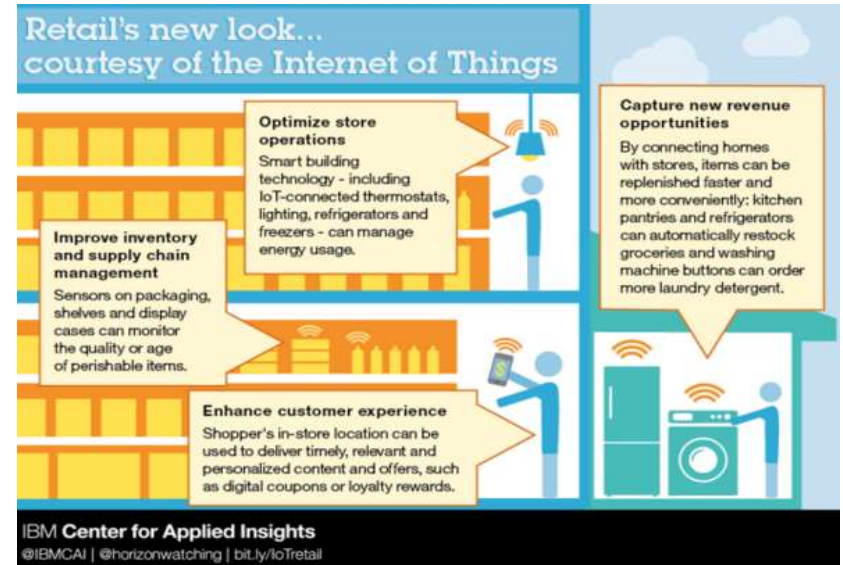 Retail's new look...
courtesy of the Internet of Things
Optimize store
operations
Smart building
technology - including
IoT-connected thermostats,
lighting, refrigerators and
freezers - can manage
energy usage.
Improve inventory
and supply chain
management
Sensors on packaging,
shelves and display
cases can monitor
the quality or age
of perishable items.
Enhance customer experience
Shopper's in-store location can be
used to deliver timely, relevant and
personalized content and offers, such
as digital coupons or loyalty rewards.
$
Capture new revenue
opportunities
By connecting homes
with stores, items can be
replenished faster and
more conveniently: kitchen
pantries and refrigerators
can automatically restock
groceries and washing
machine buttons can order
more laundry detergent.
IBM Center for Applied Insights
@IBMCAI | @horizonwatching | bit.ly/IoTretail